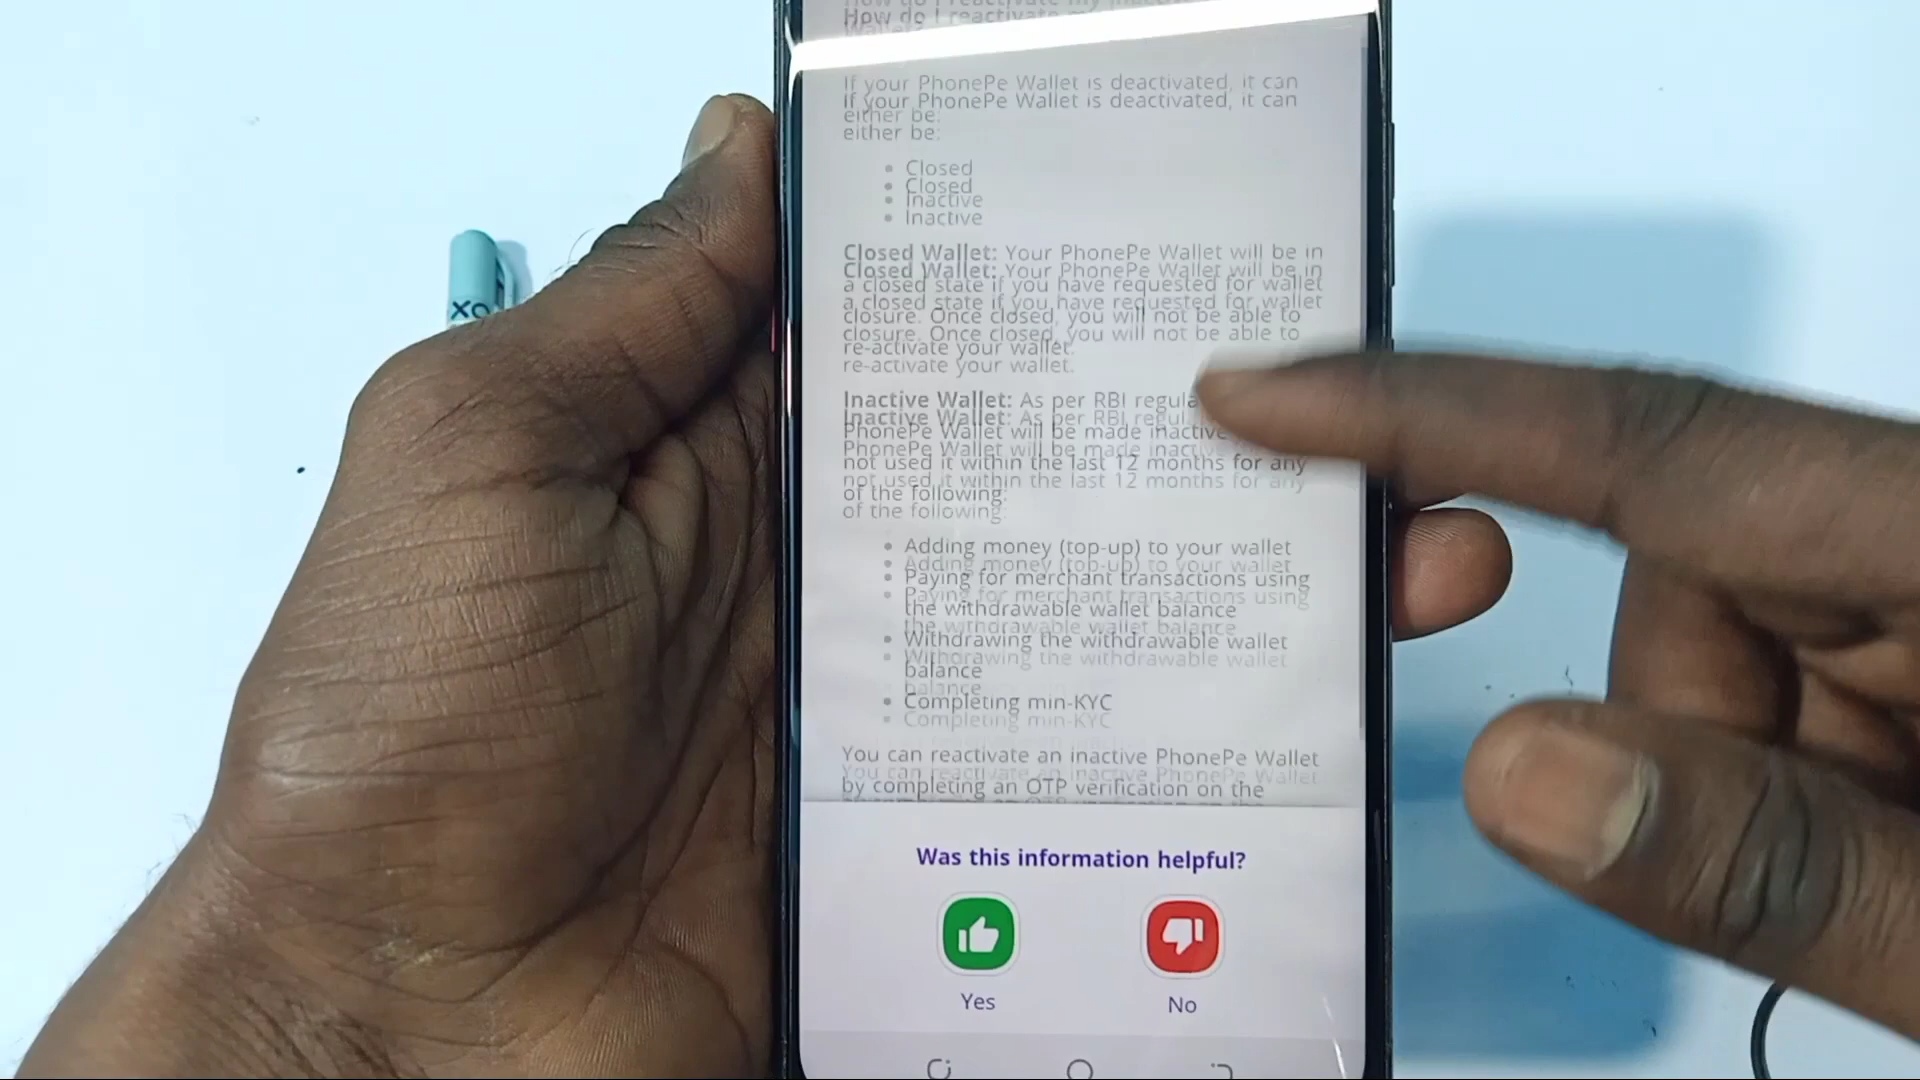 How do I reactivate my
Wallet?
If your PhonePe Wallet is deactivated, it can
either be:
• Closed
• Inactive
Closed Wallet: Your PhonePe Wallet will be in
a closed state if you have requested for wallet
closure. Once closed, you will not be able to
re-activate your wallet.
Inactive Wallet: As per RBI
PhonePe Wallet will be made inactive
not used it within the last 12 months for any
of the following:
• Adding money (top-up) to your wallet
• Paying for merchant transactions using
the withdrawable wallet balance
• Withdrawing the withdrawable wallet
balance
• Completing min-KYC
You can reactivate an inactive PhonePe Wallet
by completing an OTP verification on the
Was this information helpful?
Yes
No